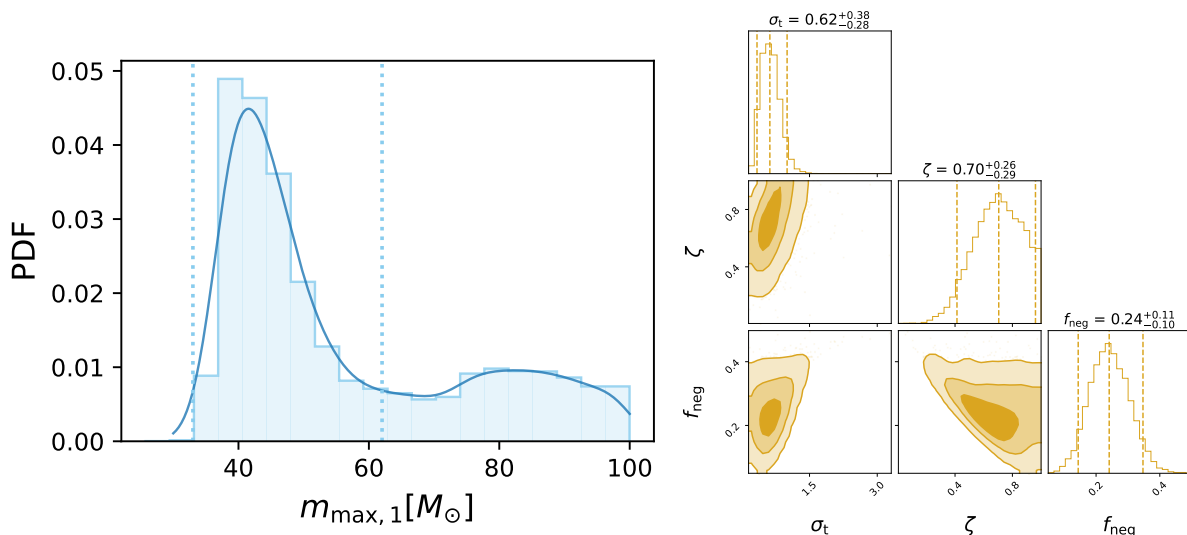 0.05
0.04
0.03
0.02
0.01
0.00
PDF
40 60 80 100
m_max, 1 [M_⊙]
σ_t = 0.62^{+0.38}_{−0.28}
ζ = 0.70^{+0.26}_{−0.29}
f_neg = 0.24^{+0.11}_{−0.10}
0.8
0.4
ζ
0.4
0.2
f_neg
1.5 3.0 0.4 0.8 0.2 0.4
σ_t ζ f_neg